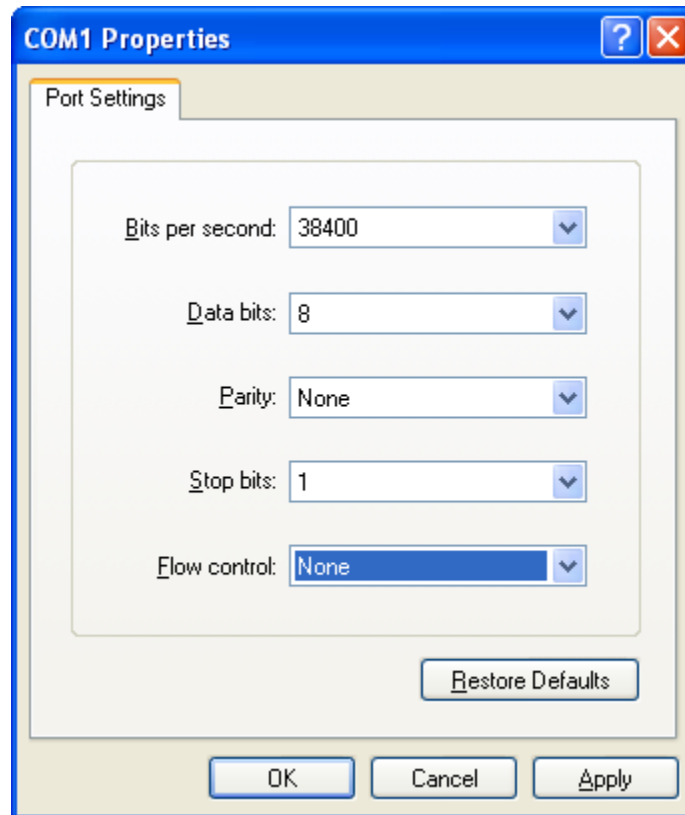 COM1 Properties
Port Settings
Bits per second: 38400
Data bits: 8
Parity: None
Stop bits: 1
Flow control: None
Restore Defaults
OK Cancel Apply